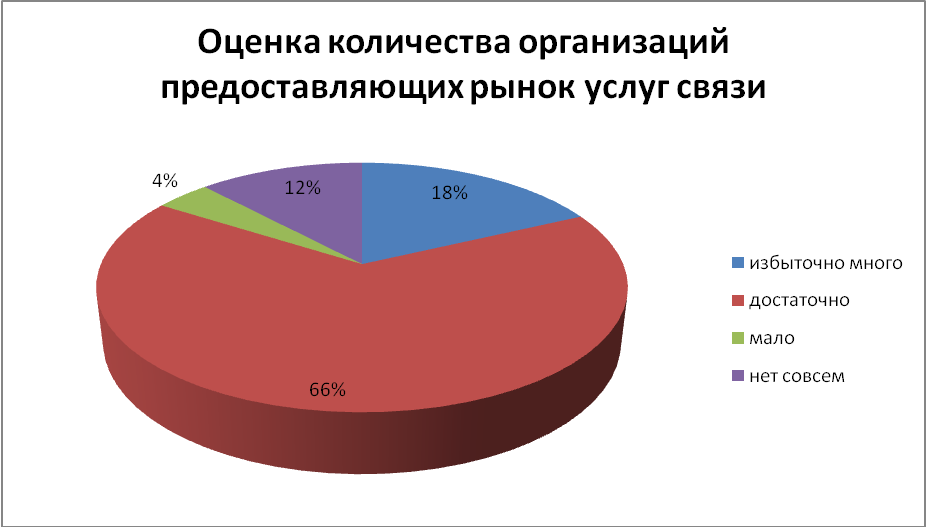 Оценка количества организаций
предоставляющих рынок услуг связи
4%
12%
18%
66%
избыточно много
достаточно
мало
нет совсем